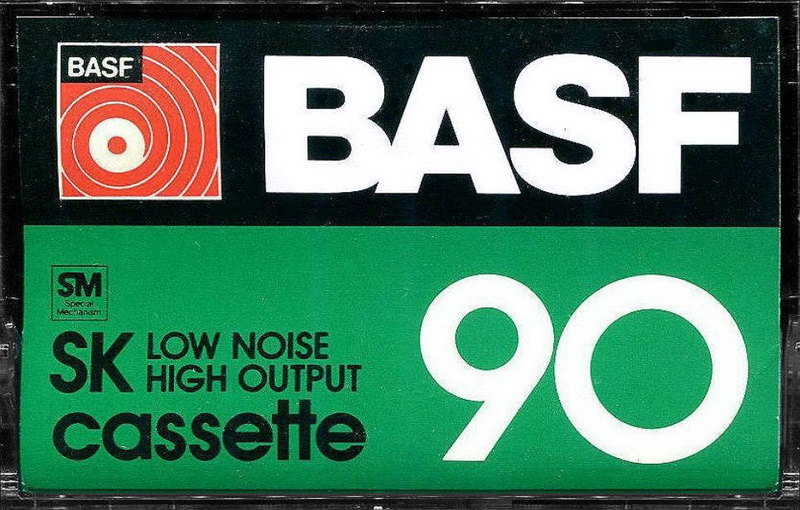 BASF
BASF
SM
Special
Mechanism
SK LOW NOISE
HIGH OUTPUT
cassette
90